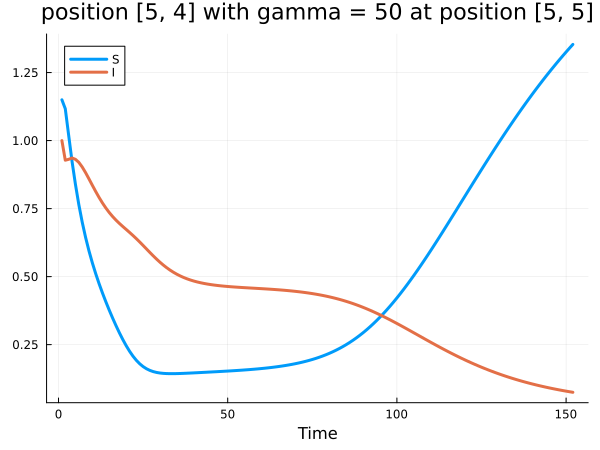 position [5, 4] with gamma = 50 at position [5, 5]
S
I
1.25
1.00
0.75
0.50
0.25
0
50
100
150
Time